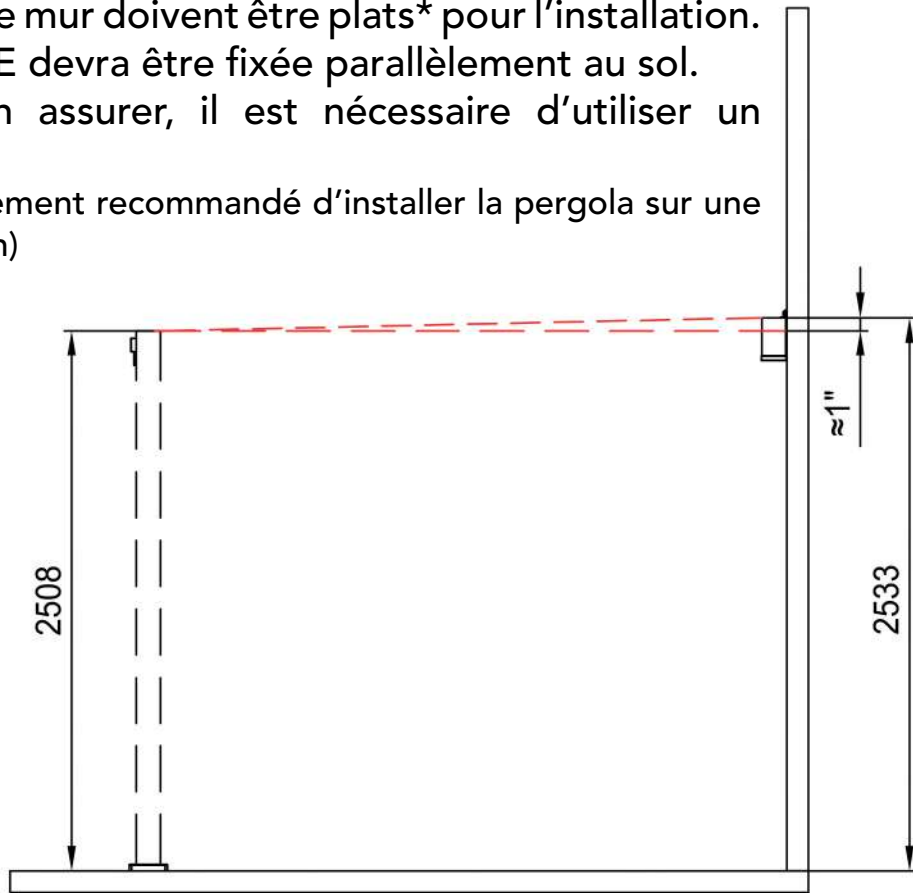 e mur doivent être plats* pour l'installation.
E devra être fixée parallèlement au sol.
assurer, il est nécessaire d'utiliser un
recommandé d'installer la pergola sur une
≈1"
2508
2533